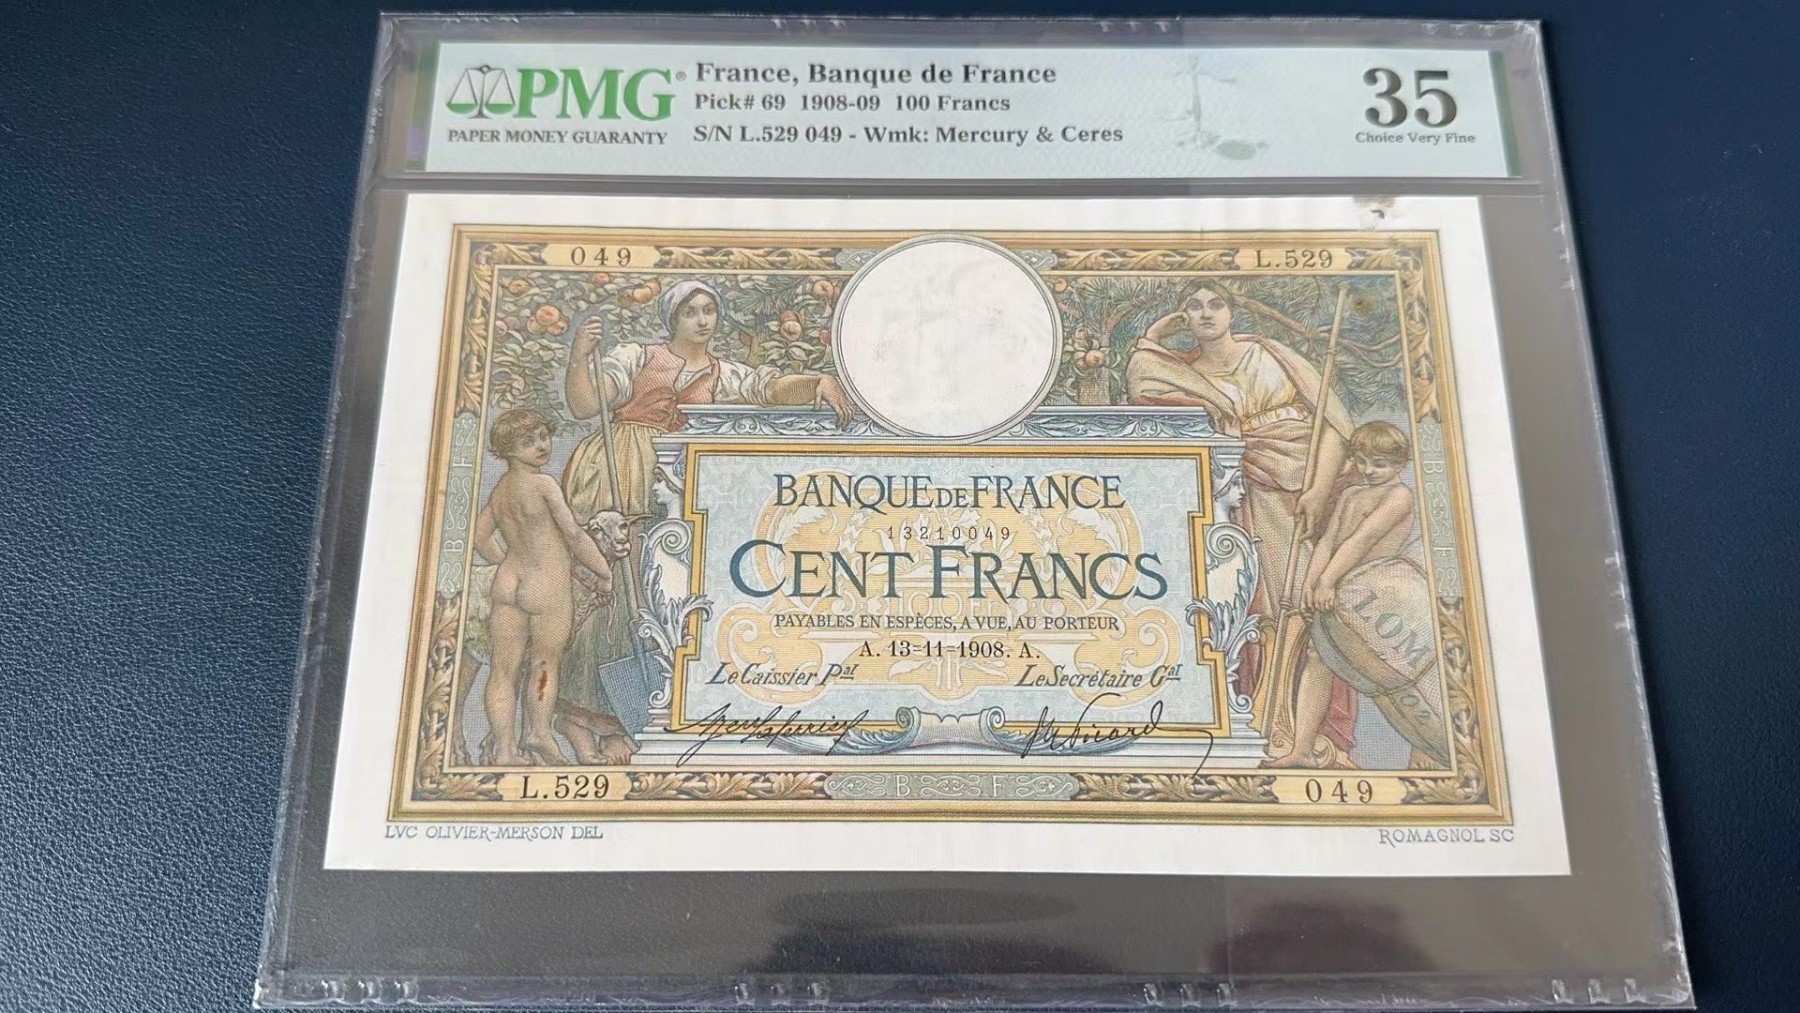 PMG®
PAPER MONEY GUARANTY
France, Banque de France
Pick# 69 1908-09 100 Francs
S/N L.529 049 - Wmk: Mercury & Ceres
35
Choice Very Fine
049
L.529
BANQUE DE FRANCE
13210049
CENT FRANCS
PAYABLES EN ESPÈCES, A VUE, AU PORTEUR
A. 13=11=1908. A.
Le Caissier Pal
Le Secrétaire Gal
L.529
B F
049
LVC OLIVIER-MERSON DEL
ROMAGNOL SC